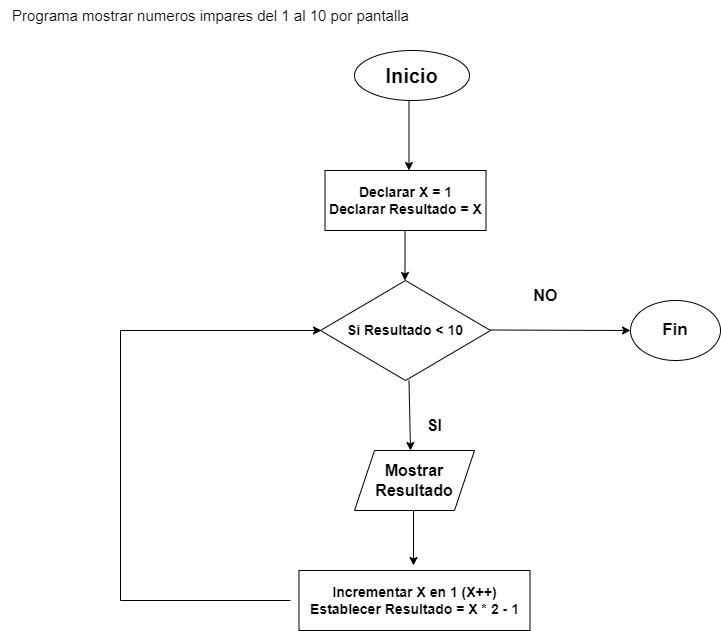 Programa mostrar numeros impares del 1 al 10 por pantalla
Inicio
Declarar X = 1
Declarar Resultado = X
Si Resultado < 10
NO
Fin
SI
Mostrar
Resultado
Incrementar X en 1 (X++)
Establecer Resultado = X * 2 - 1